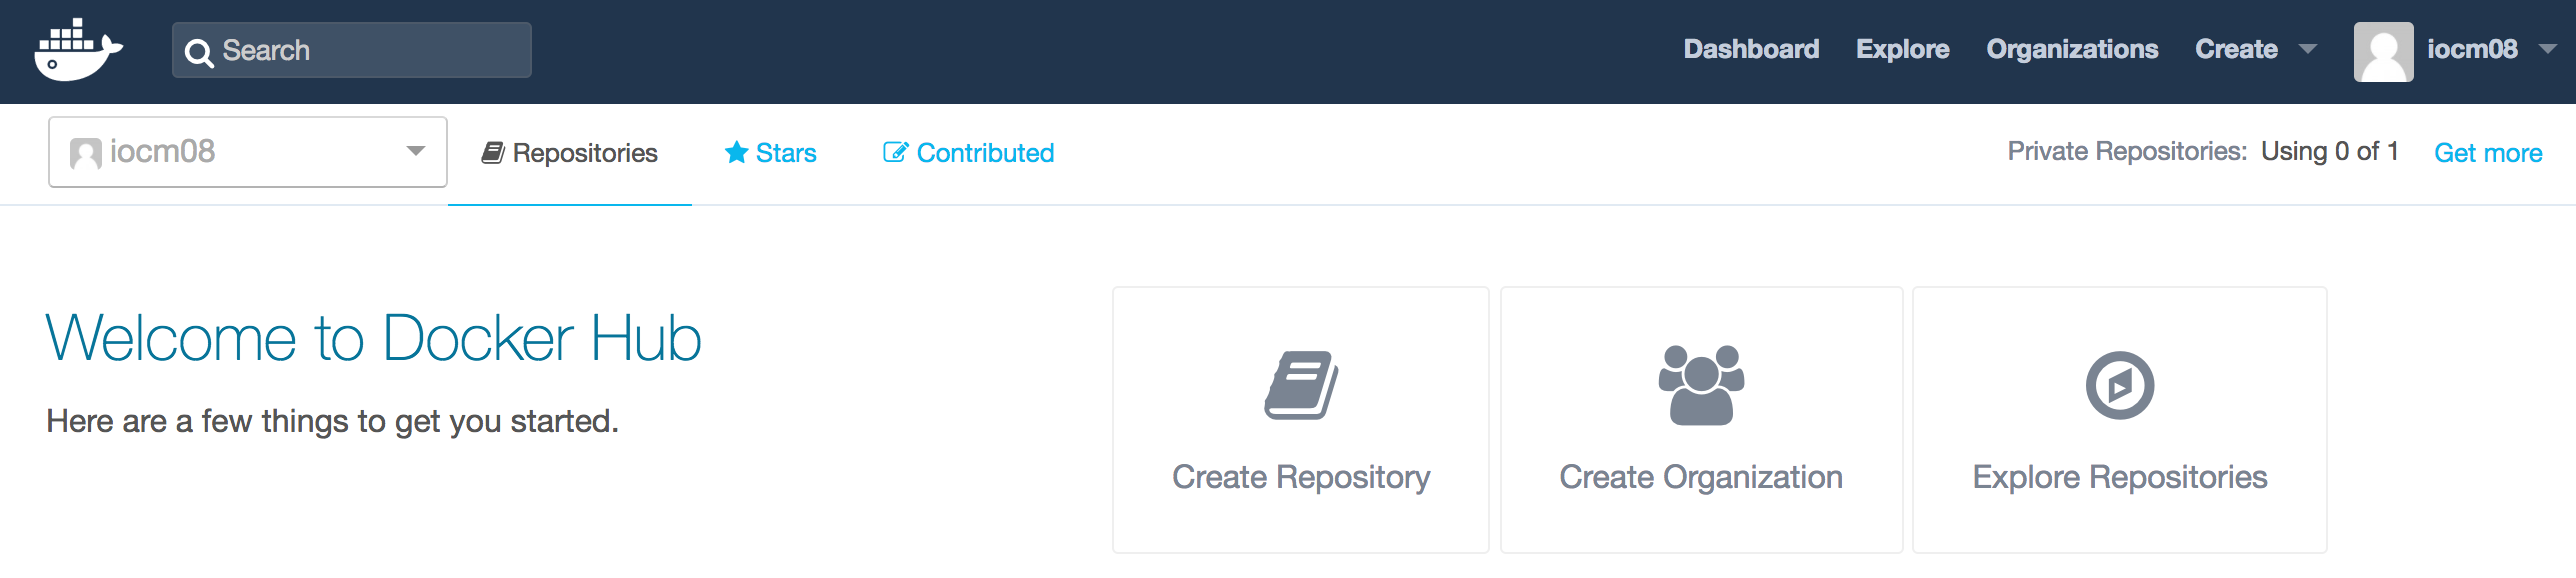 Search
Dashboard Explore Organizations Create iocm08
iocm08 Repositories Stars Contributed Private Repositories: Using 0 of 1 Get more
Welcome to Docker Hub
Here are a few things to get you started.
Create Repository Create Organization Explore Repositories